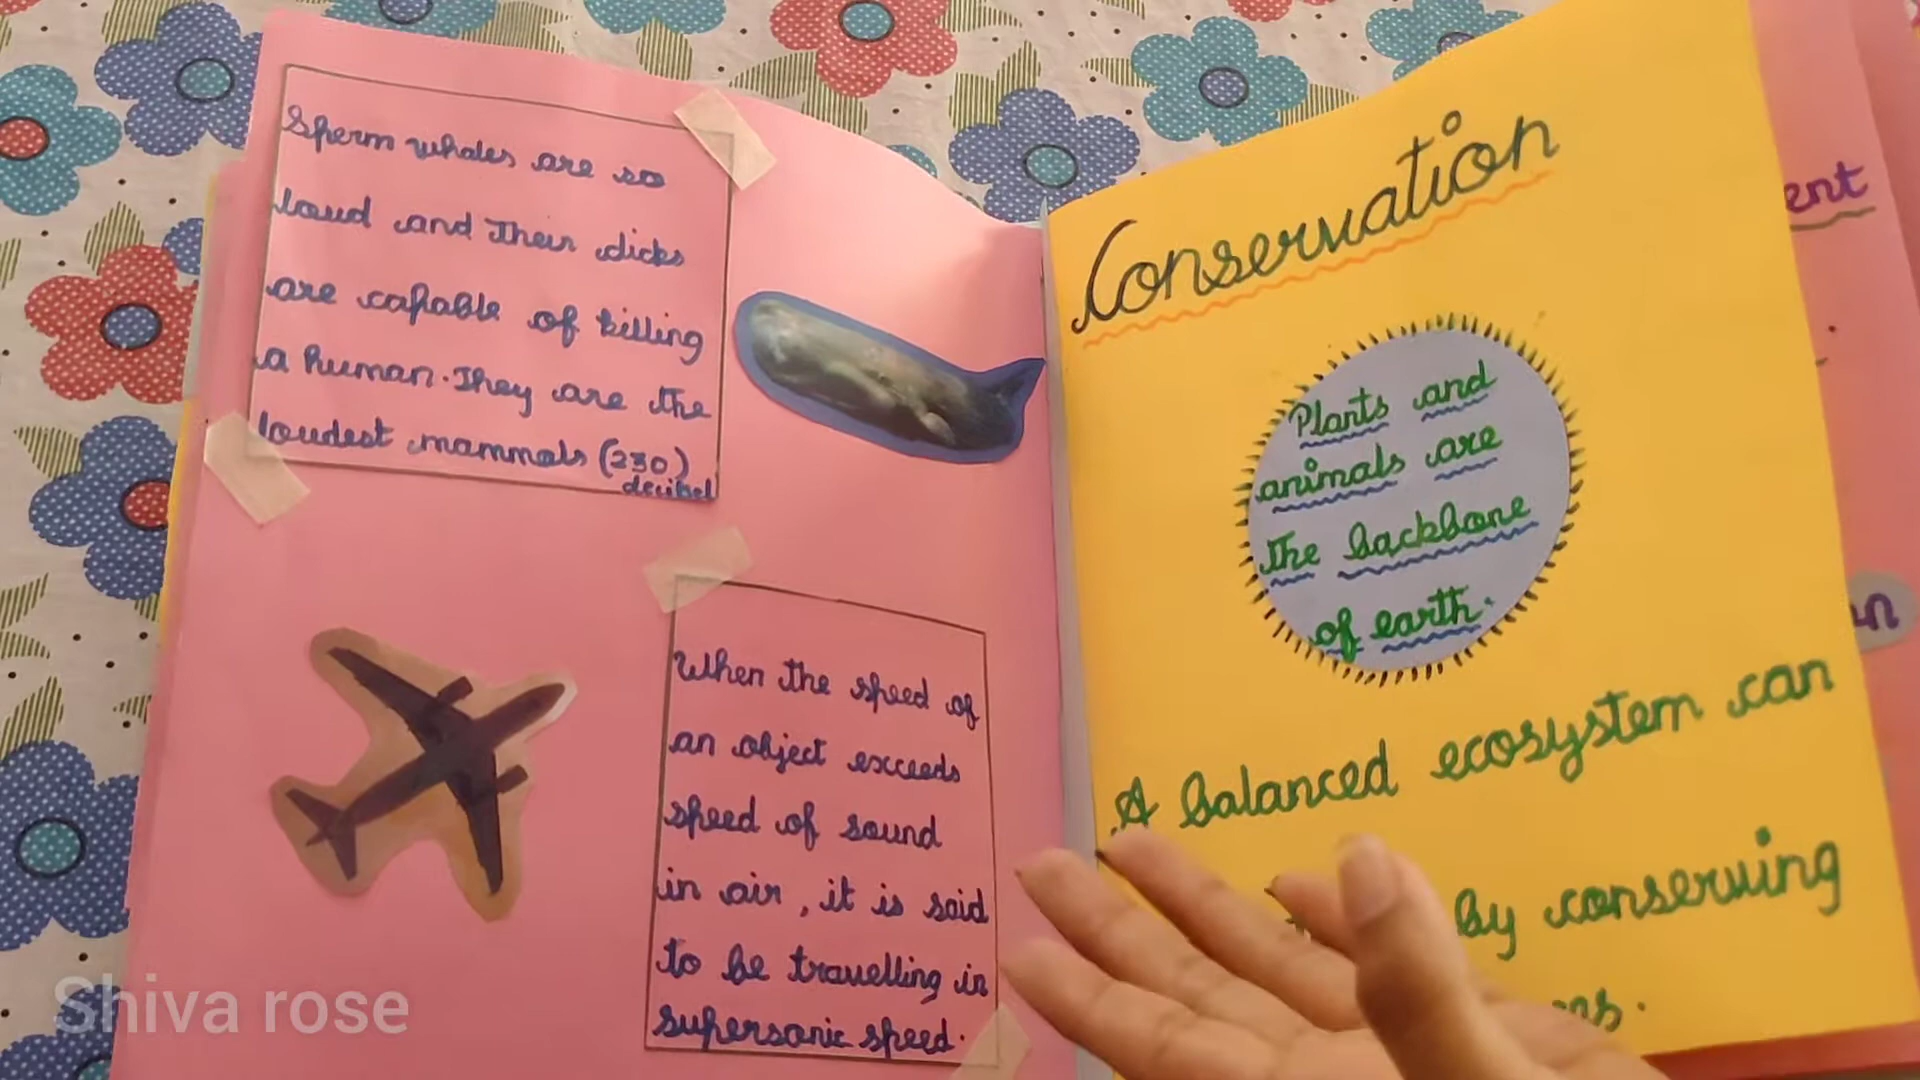 Sperm whales are so
loud and their clicks
are capable of killing
a human. They are the
loudest mammals (230)
decibel
When the speed of
an object exceeds
speed of sound
in air, it is said
to be travelling in
supersonic speed.
Conservation
Plants and
animals are
the backbone
of earth.
A balanced ecosystem can
by conserving
ent
Shiva rose